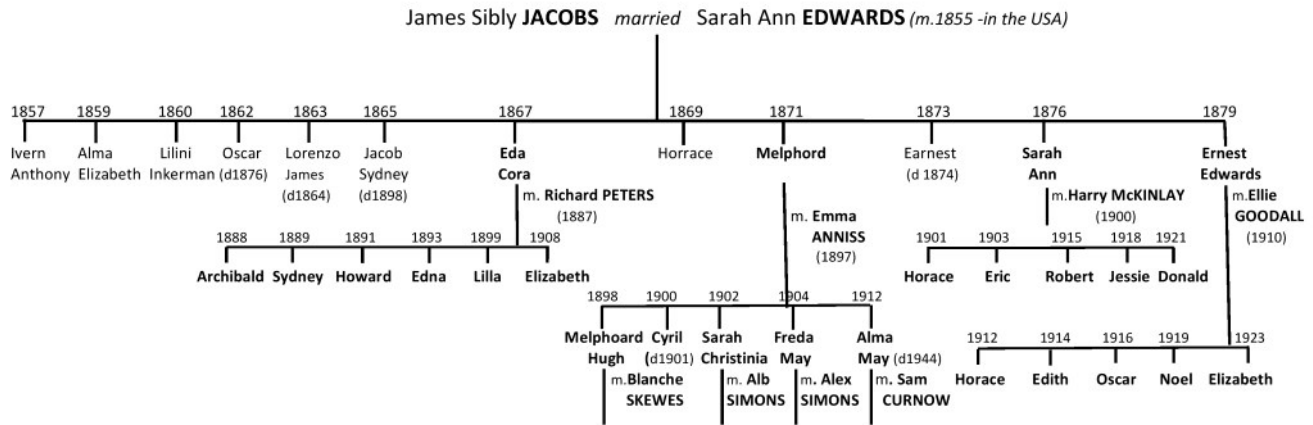 James Sibly JACOBS married Sarah Ann EDWARDS (m.1855 -in the USA)
1857 1859 1860 1862 1863 1865 1867 1869 1871 1873 1876 1879
Ivern Alma Lilini Oscar Lorenzo Jacob Eda Horrace Melphord Earnest Sarah Ernest
Anthony Elizabeth Inkerman (d1876) James Sydney Cora (d 1874) Ann Edwards
(d1864) (d1898)
m. Richard PETERS m. Harry McKINLAY m. Ellie
(1887) (1900) GOODALL
(1910)
m. Emma
ANNISS
(1897)
1888 1889 1891 1893 1899 1908 1901 1903 1915 1918 1921
Archibald Sydney Howard Edna Lilla Elizabeth Horace Eric Robert Jessie Donald
1898 1900 1902 1904 1912
Melphoard Cyril Sarah Freda Alma
Hugh (d1901) Christinia May May (d1944)
m. Blanche m. Alb m. Alex m. Sam
SKEWES SIMONS SIMONS CURNOW
1912 1914 1916 1919 1923
Horace Edith Oscar Noel Elizabeth